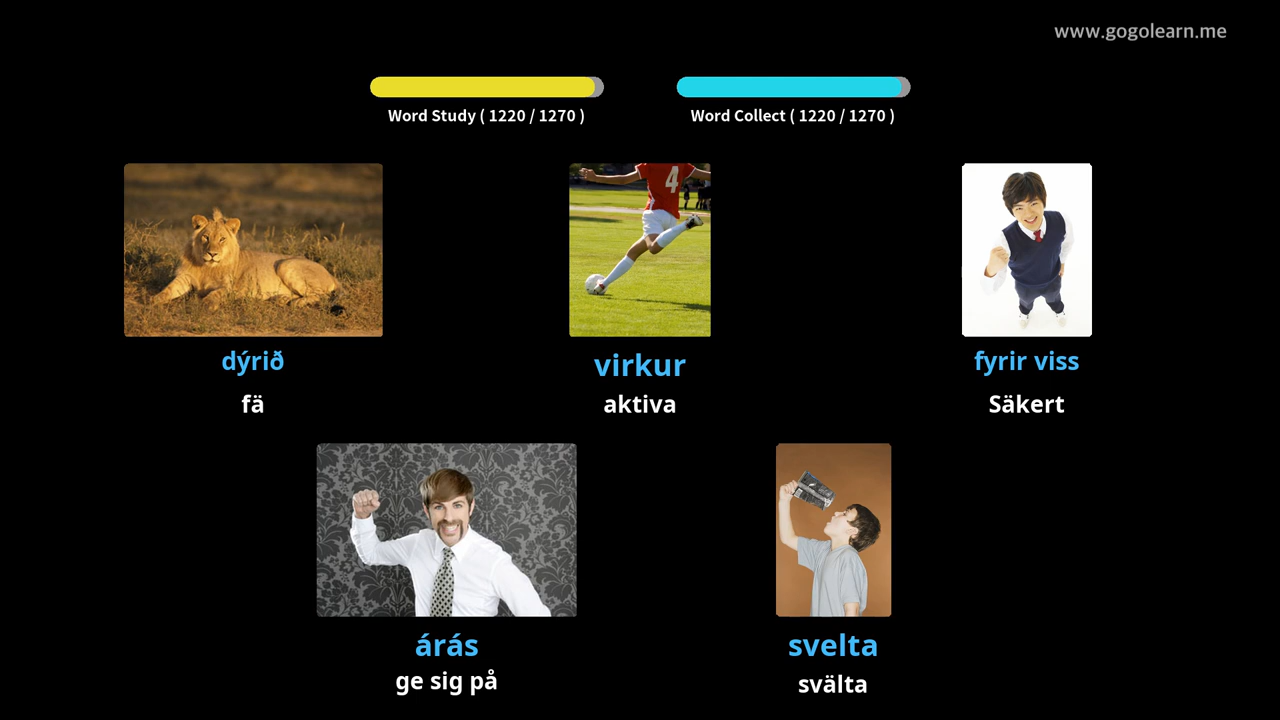 www.gogolearn.me
Word Study ( 1220 / 1270 )
Word Collect ( 1220 / 1270 )
4
dýrið
fä
virkur
aktiva
fyrir viss
Säkert
árás
ge sig på
svelta
svälta